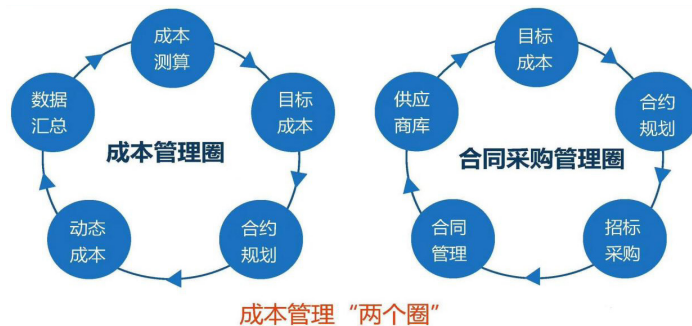 成本
测算
目标
成本
合约
规划
动态
成本
数据
汇总
成本管理圈
目标
成本
合约
规划
招标
采购
合同
管理
供应
商库
合同采购管理圈
成本管理“两个圈”